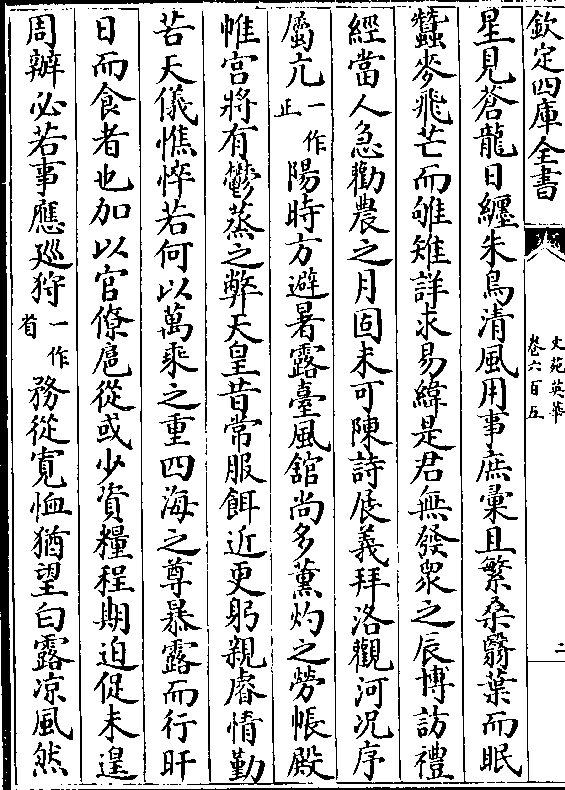 欽定四庫全書
文苑英華
卷六百五
二
星見蒼龍日纏朱鳥清風用事庶彙且繁桑翳葉而眠
蠶麥飛芒而雊雉詳求易緯是君無發衆之辰博訪禮
經當人急勸農之月固未可陳詩展義拜洛觀河况序
屬亢一作正陽時方避暑露臺風舘尚多薫灼之勞帳殿
帷宫將有鬱蒸之弊天皇昔常服餌近更躬親睿情勤
苦天儀憔悴若何以萬乘之重四海之尊暴露而行旰
日而食者也加以官僚扈從或少資糧程期迫促未遑
周辦必若事應廵狩一作省務從寛恤猶望白露凉風然